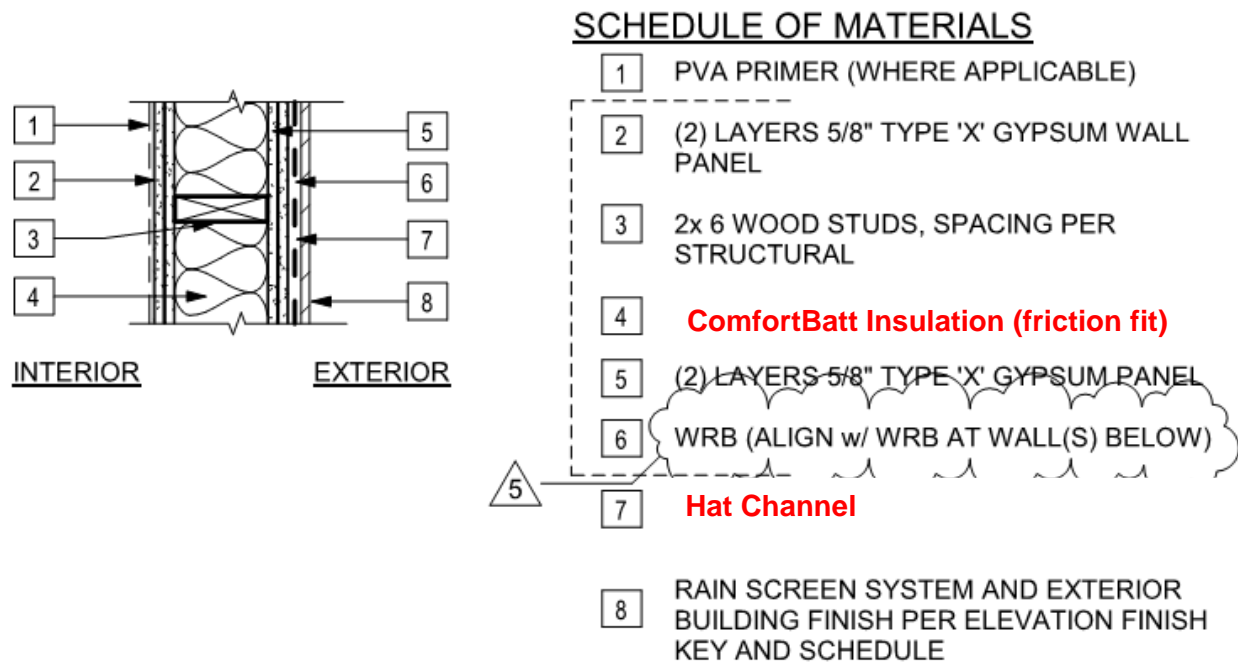 SCHEDULE OF MATERIALS
1 PVA PRIMER (WHERE APPLICABLE)
2 (2) LAYERS 5/8" TYPE 'X' GYPSUM WALL
PANEL
3 2x 6 WOOD STUDS, SPACING PER
STRUCTURAL
4 ComfortBatt Insulation (friction fit)
5 (2) LAYERS 5/8" TYPE 'X' GYPSUM PANEL
6 WRB (ALIGN w/ WRB AT WALL(S) BELOW)
5
7 Hat Channel
8 RAIN SCREEN SYSTEM AND EXTERIOR
BUILDING FINISH PER ELEVATION FINISH
KEY AND SCHEDULE
1
2
3
4
5
6
7
8
INTERIOR
EXTERIOR